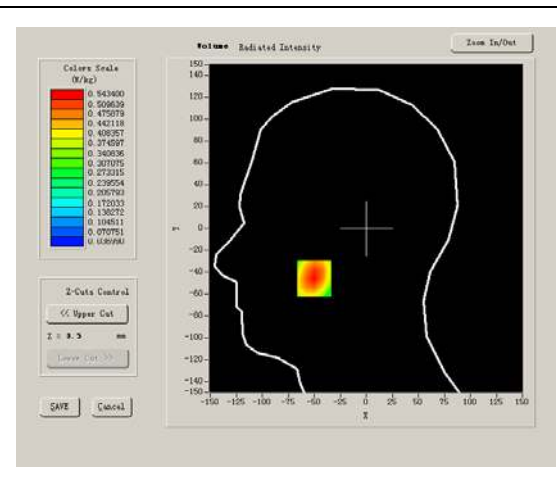 Volume Radiated Intensity
Zoom In/Out
Colors Scale
(W/kg)
0.543400
0.509639
0.475879
0.442118
0.408357
0.374597
0.340836
0.307075
0.273315
0.239554
0.205793
0.172033
0.138272
0.104511
0.070751
0.036990
Z-Cuts Control
<< Upper Cut
mm
Lower Cut >>
SAVE
Cancel
150
140
120
100
80
60
40
20
0
-20
-40
-60
-80
-100
-120
-140
-150
Y
-150 -125 -100 -75 -50 -25 0 25 50 75 100 125 150
X